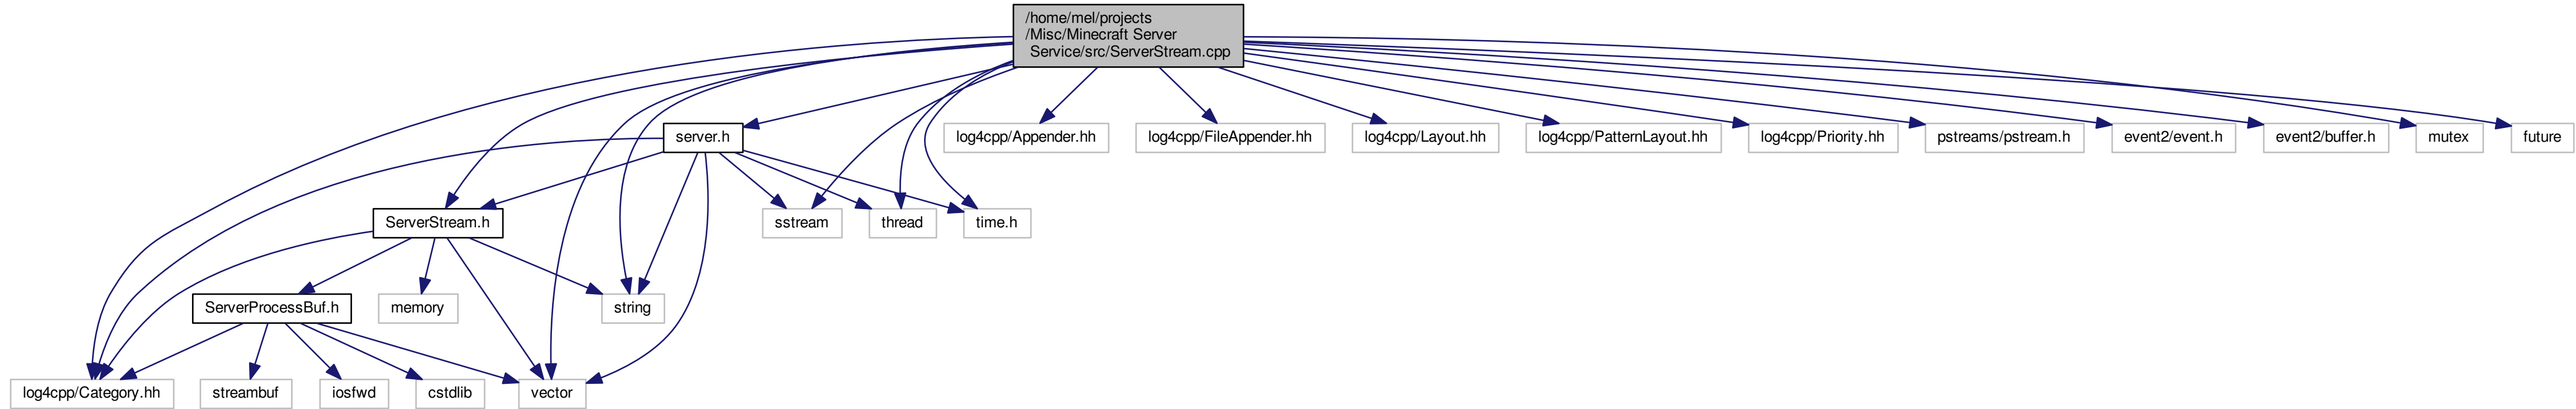 /home/mel/projects
/Misc/Minecraft Server
Service/src/ServerStream.cpp
server.h
log4cpp/Appender.hh
log4cpp/FileAppender.hh
log4cpp/Layout.hh
log4cpp/PatternLayout.hh
log4cpp/Priority.hh
pstreams/pstream.h
event2/event.h
event2/buffer.h
mutex
future
ServerStream.h
sstream
thread
time.h
ServerProcessBuf.h
memory
string
log4cpp/Category.hh
streambuf
iosfwd
cstdlib
vector